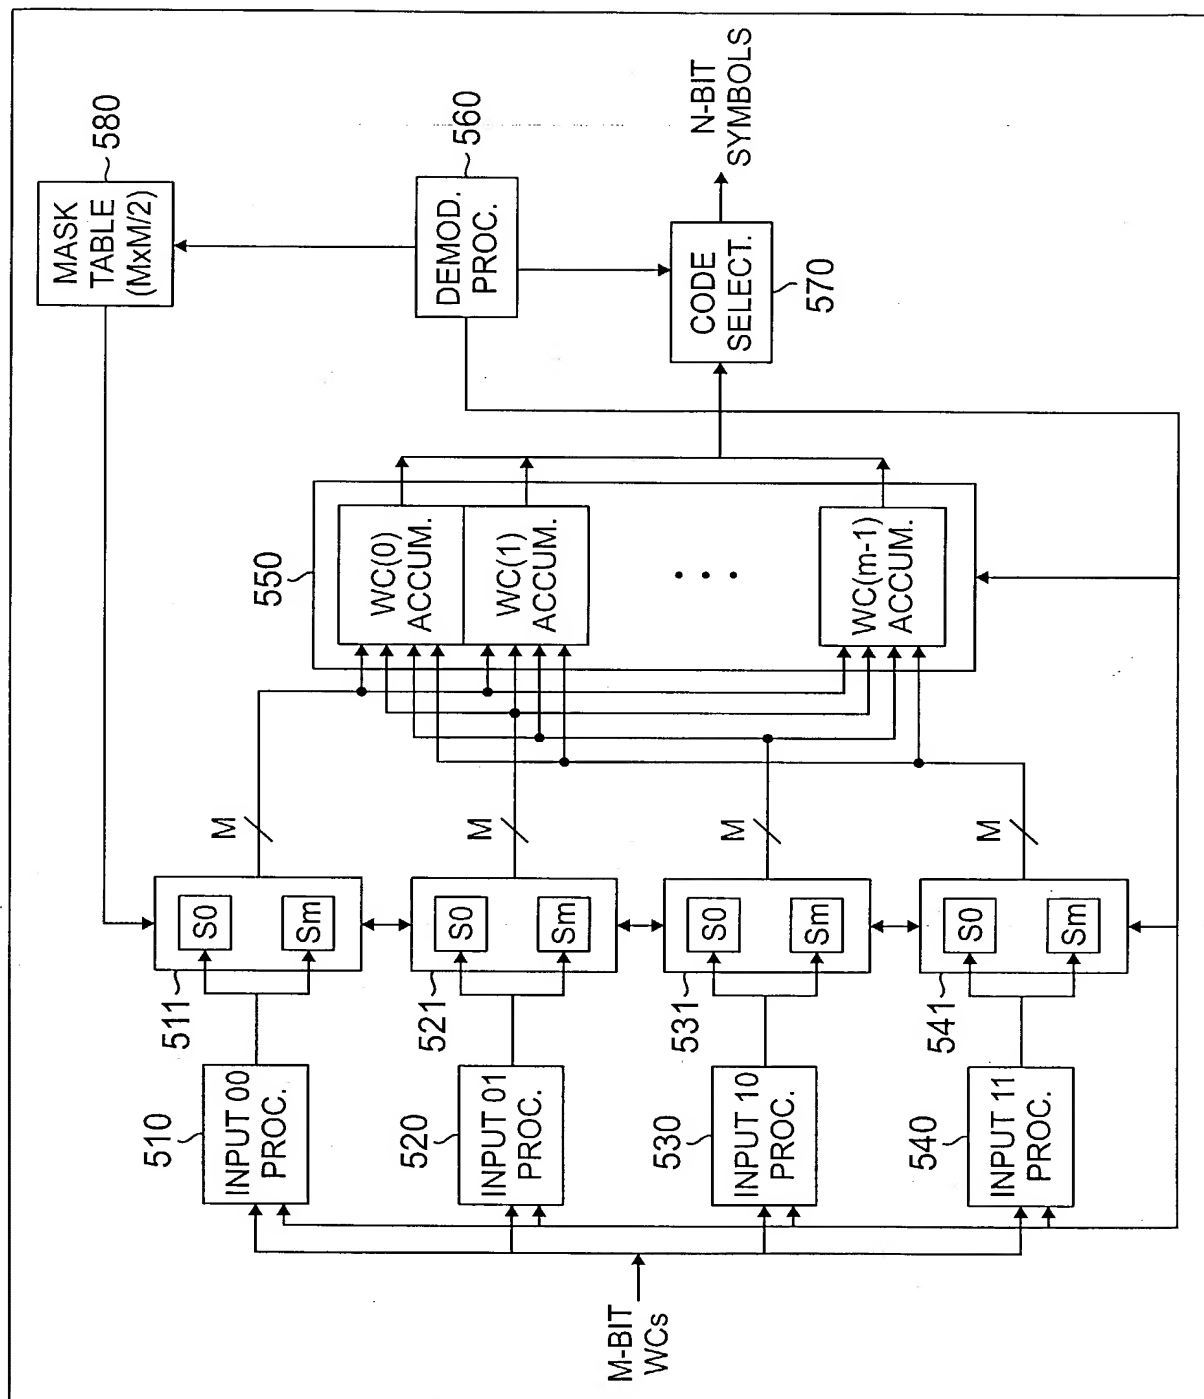 580
MASK
TABLE
(MxM/2)
560
DEMOD.
PROC.
N-BIT
SYMBOLS
CODE
SELECT.
570
550
WC(0)
ACCUM.
WC(1)
ACCUM.
• • •
WC(m-1)
ACCUM.
M
M
M
M
511
S0
Sm
521
S0
Sm
531
S0
Sm
541
S0
Sm
510
INPUT 00
PROC.
520
INPUT 01
PROC.
530
INPUT 10
PROC.
540
INPUT 11
PROC.
M-BIT
WCs